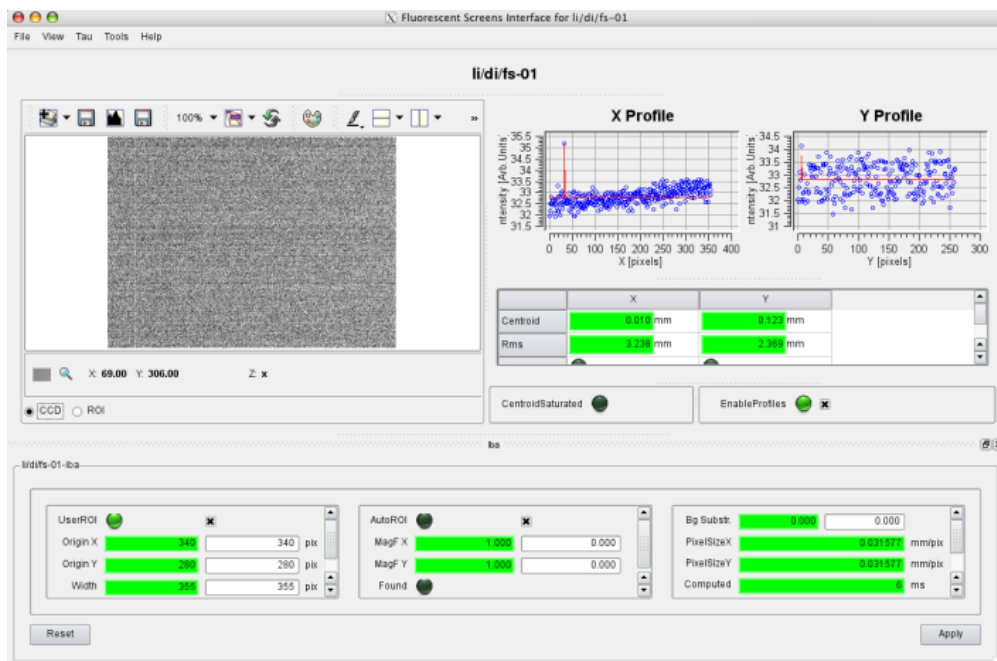 Fluorescent Screens Interface for li/di/fs-01
File View Tau Tools Help
li/di/fs-01
100% »
X Profile
Y Profile
35.5
35
34.5
34
33.5
33
32.5
32
31.5
ntensity [Arb. Units].
0 50 100 150 200 250 300 350 400
X [pixels]
34.5
34
33.5
33
32.5
32
31.5
31
ntensity [Arb. Units].
0 50 100 150 200 250 300
Y [pixels]
X Y
Centroid 0.010 mm 0.123 mm
Rms 3.238 mm 2.369 mm
X: 69.00 Y: 306.00 Z: x
CCD ROI
CentroidSaturated
EnableProfiles
lba
li/di/fs-01-iba
UserROI
Origin X 340 340 pix
Origin Y 280 280 pix
Width 355 355 pix
AutoROI
MagF X 1.000 0.000
MagF Y 1.000 0.000
Found
Bg Substr. 0.000 0.000
PixelSizeX 0.031577 mm/pix
PixelSizeY 0.031577 mm/pix
Computed 6 ms
Reset
Apply